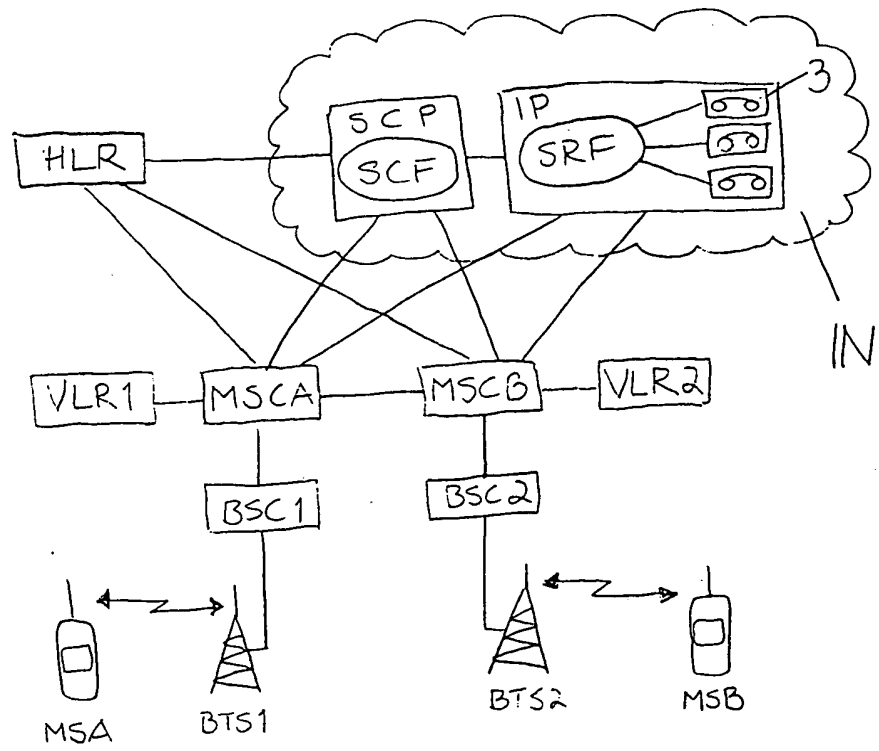 3
SCP
IP
HLR
SCF
SRF
IN
VLR1
MSCA
MSCB
VLR2
BSC1
BSC2
MSA
BTS1
BTS2
MSB